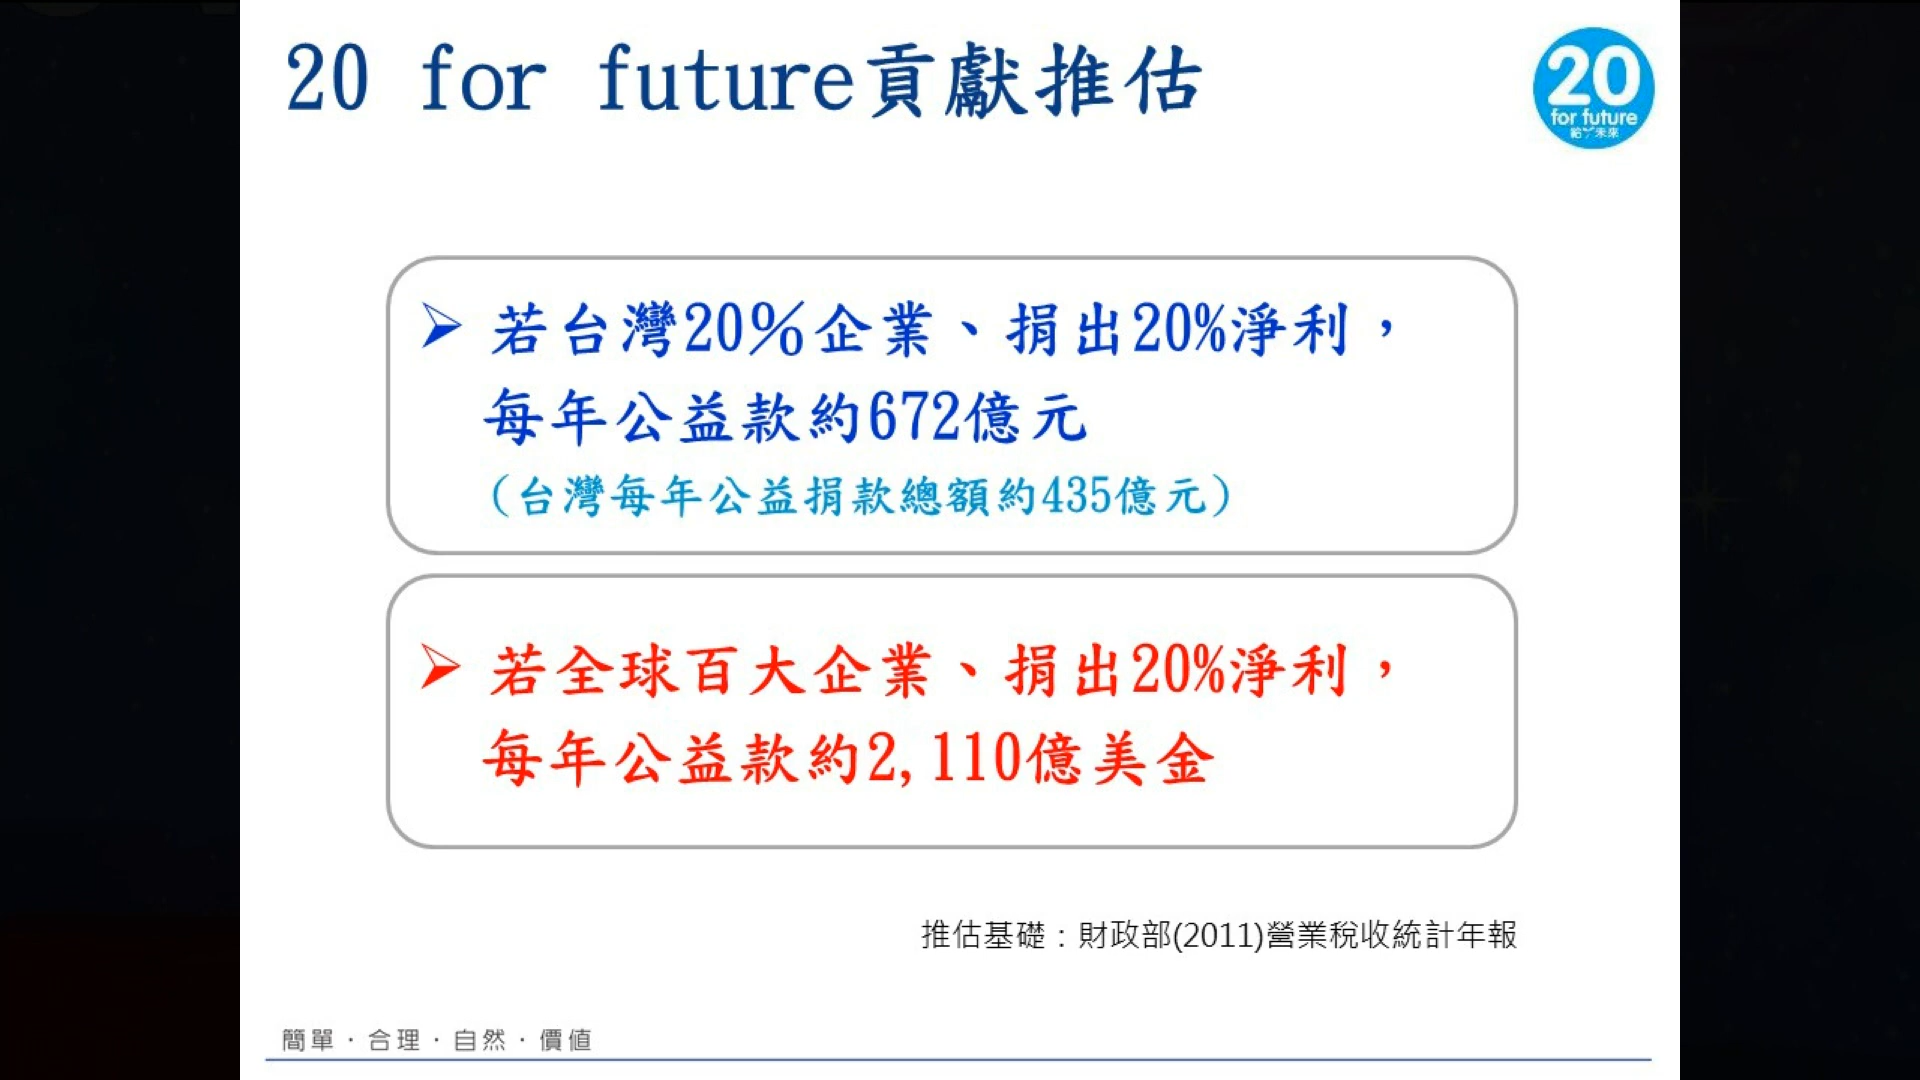 20 for future貢獻推估
20
for future
給未來
若台灣20％企業、捐出20%淨利，
每年公益款約672億元
（台灣每年公益捐款總額約435億元）
若全球百大企業、捐出20%淨利，
每年公益款約2,110億美金
推估基礎：財政部(2011)營業稅收統計年報
簡單．合理．自然．價值